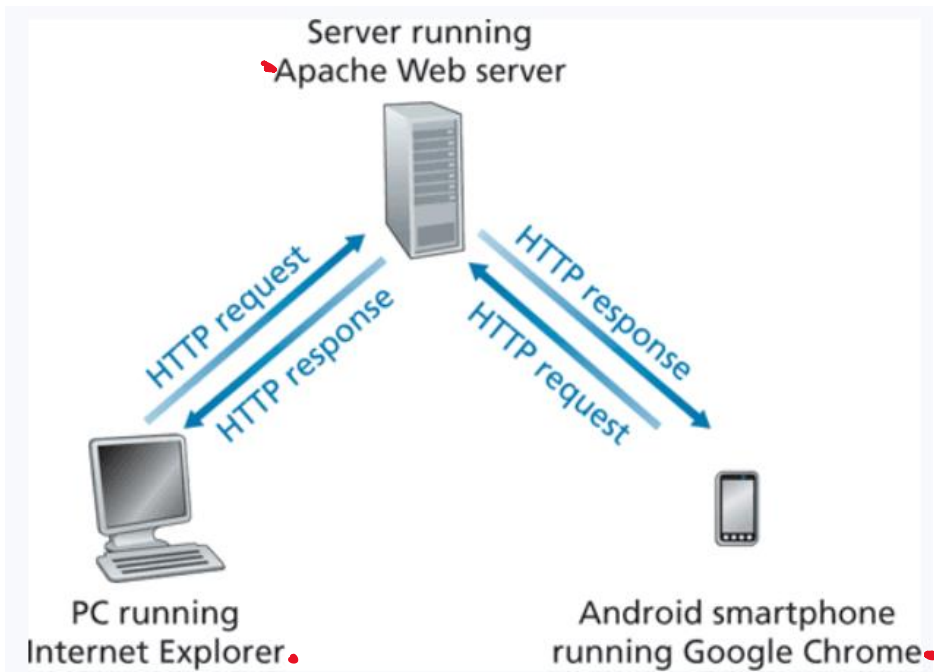 Server running
Apache Web server
HTTP request
HTTP response
HTTP response
HTTP request
PC running
Internet Explorer
Android smartphone
running Google Chrome